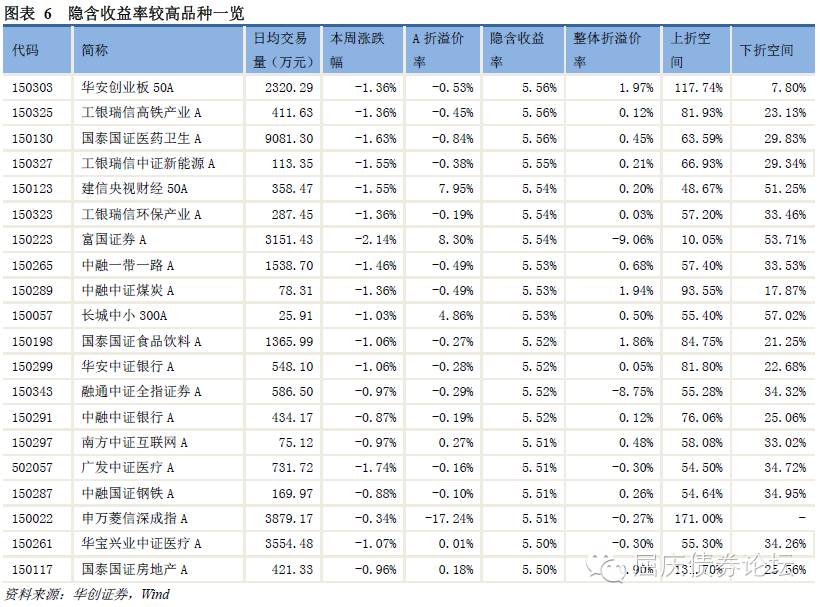 图表 6 隐含收益率较高品种一览
代码 简称 日均交易量（万元） 本周涨跌幅 A 折溢价率 隐含收益率 整体折溢价率 上折空间 下折空间
150303 华安创业板 50A 2320.29 -1.36% -0.53% 5.56% 1.97% 117.74% 7.80%
150325 工银瑞信高铁产业 A 411.63 -1.36% -0.45% 5.56% 0.12% 81.93% 23.13%
150130 国泰国证医药卫生 A 9081.30 -1.63% -0.84% 5.56% 0.45% 63.59% 29.83%
150327 工银瑞信中证新能源 A 113.35 -1.55% -0.38% 5.55% 0.21% 66.93% 29.34%
150123 建信央视财经 50A 358.47 -1.55% 7.95% 5.54% 0.20% 48.67% 51.25%
150323 工银瑞信环保产业 A 287.45 -1.36% -0.19% 5.54% 0.03% 57.20% 33.46%
150223 富国证券 A 3151.43 -2.14% 8.30% 5.54% -9.06% 10.05% 53.71%
150265 中融一带一路 A 1538.70 -1.46% -0.49% 5.53% 0.68% 57.40% 33.53%
150289 中融中证煤炭 A 78.31 -1.36% -0.49% 5.53% 1.94% 93.55% 17.87%
150057 长城中小 300A 25.91 -1.03% 4.86% 5.53% 0.50% 55.40% 57.02%
150198 国泰国证食品饮料 A 1365.99 -1.06% -0.27% 5.52% 1.86% 84.75% 21.25%
150299 华安中证银行 A 548.10 -1.06% -0.28% 5.52% 0.05% 81.80% 22.68%
150343 融通中证全指证券 A 586.50 -0.97% -0.29% 5.52% -8.75% 55.28% 34.32%
150291 中融中证银行 A 434.17 -0.87% -0.19% 5.52% 0.12% 76.06% 25.06%
150297 南方中证互联网 A 75.12 -0.97% 0.27% 5.51% 0.48% 58.08% 33.02%
502057 广发中证医疗 A 731.72 -1.74% -0.16% 5.51% -0.30% 54.50% 34.72%
150287 中融国证钢铁 A 169.97 -0.88% -0.10% 5.51% 0.26% 54.64% 34.95%
150022 申万菱信深成指 A 3879.17 -0.34% -17.24% 5.51% -0.27% 171.00% -
150261 华宝兴业中证医疗 A 3554.48 -1.07% 0.01% 5.50% -0.30% 55.30% 34.26%
150117 国泰国证房地产 A 421.33 -0.96% 0.18% 5.50% 131.70%
屈庆债券论坛
资料来源：华创证券，Wind